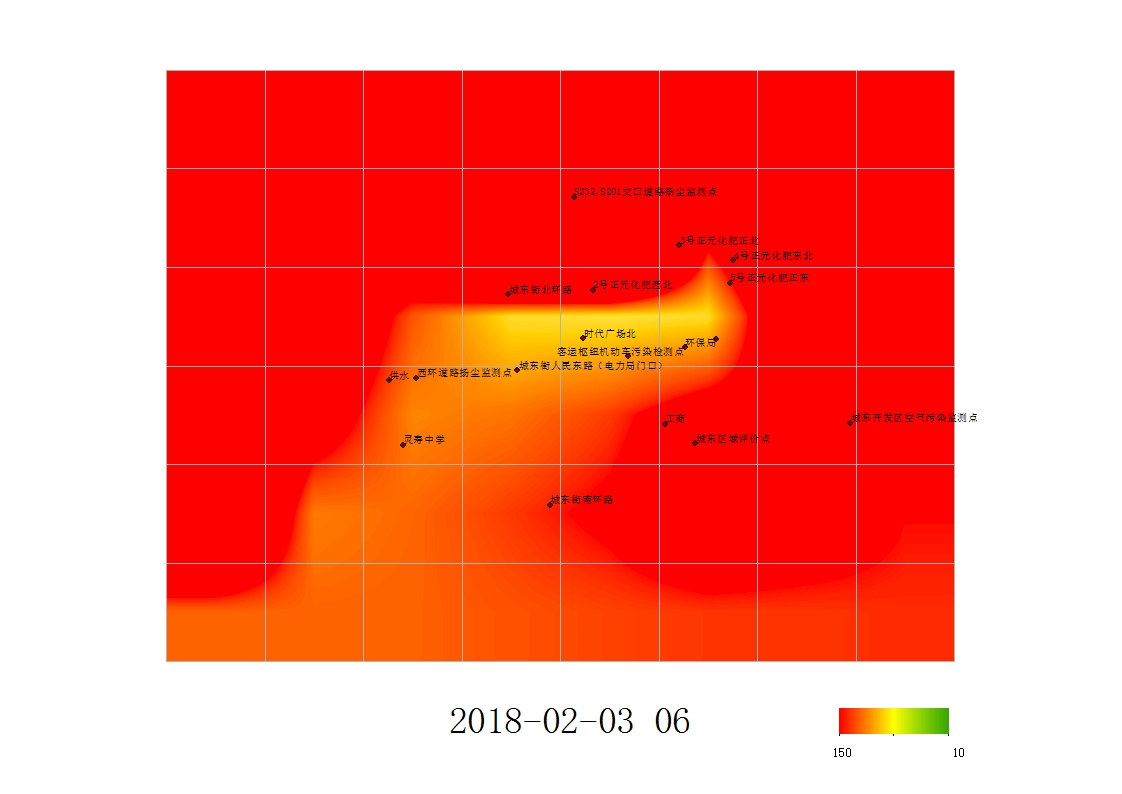 S232,S201交口道路扬尘监测点
3号正元化肥正北
4号正元化肥东北
5号正元化肥正东
2号正元化肥西北
城东街北环路
时代广场北
环保局
客运枢纽机动车污染检测点
城东街人民东路（电力局门口）
西环道路扬尘监测点
供水
工商
城东开发区空气污染监测点
城东区域评价点
灵寿中学
城东街南环路
2018-02-03 06
150
10